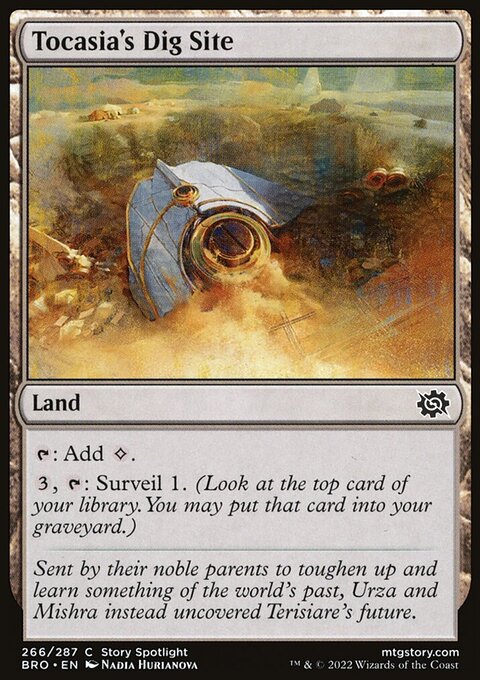 Tocasia's Dig Site
Land
: Add .
3, : Surveil 1. (Look at the top card of
your library. You may put that card into your
graveyard.)
Sent by their noble parents to toughen up and
learn something of the world's past, Urza and
Mishra instead uncovered Terisiare's future.
266/287 C Story Spotlight
mtgstory.com
BRO • EN Nadia Hurianova
™ & © 2022 Wizards of the Coast